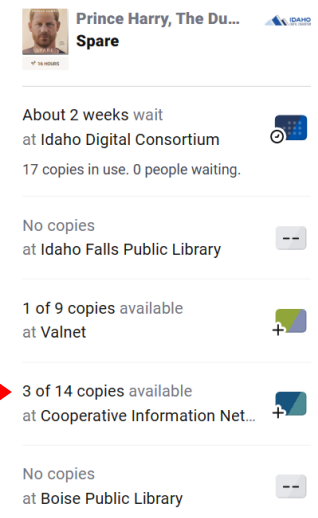 Prince Harry, The Du...
IDAHO
Spare
16 HOURS
About 2 weeks wait
at Idaho Digital Consortium
17 copies in use. 0 people waiting.
No copies
at Idaho Falls Public Library
--
1 of 9 copies available
at Valnet
3 of 14 copies available
at Cooperative Information Net...
No copies
at Boise Public Library
--